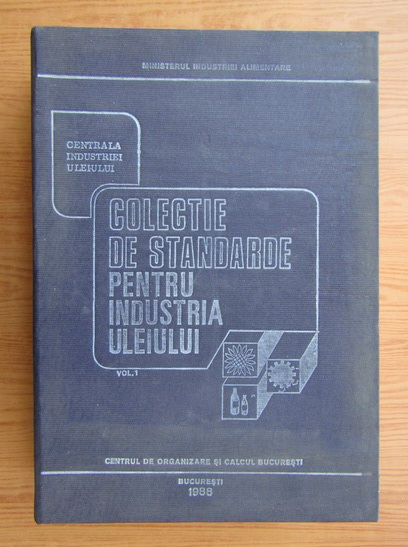 MINISTERUL INDUSTRIEI ALIMENTARE
CENTRALA
INDUSTRIEI
ULEIULUI
COLECTIE
DE STANDARDE
PENTRU
INDUSTRIA
ULEIULUI
VOL.1
CENTRUL DE ORGANIZARE ȘI CALCUL BUCUREȘTI
BUCUREȘTI
1988